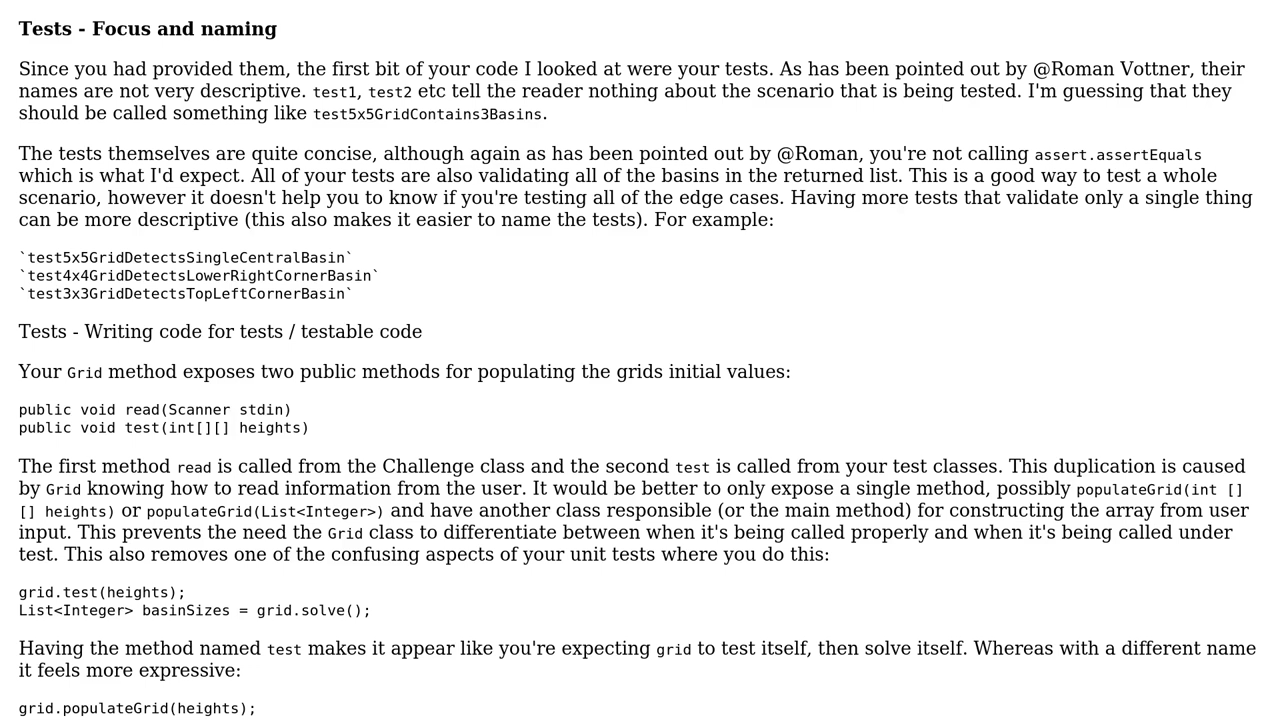 Tests - Focus and naming
Since you had provided them, the first bit of your code I looked at were your tests. As has been pointed out by @Roman Vottner, their
names are not very descriptive. test1, test2 etc tell the reader nothing about the scenario that is being tested. I'm guessing that they
should be called something like test5x5GridContains3Basins.
The tests themselves are quite concise, although again as has been pointed out by @Roman, you're not calling assert.assertEquals
which is what I'd expect. All of your tests are also validating all of the basins in the returned list. This is a good way to test a whole
scenario, however it doesn't help you to know if you're testing all of the edge cases. Having more tests that validate only a single thing
can be more descriptive (this also makes it easier to name the tests). For example:
`test5x5GridDetectsSingleCentralBasin`
`test4x4GridDetectsLowerRightCornerBasin`
`test3x3GridDetectsTopLeftCornerBasin`
Tests - Writing code for tests / testable code
Your Grid method exposes two public methods for populating the grids initial values:
public void read(Scanner stdin)
public void test(int[][] heights)
The first method read is called from the Challenge class and the second test is called from your test classes. This duplication is caused
by Grid knowing how to read information from the user. It would be better to only expose a single method, possibly populateGrid(int []
[] heights) or populateGrid(List<Integer>) and have another class responsible (or the main method) for constructing the array from user
input. This prevents the need the Grid class to differentiate between when it's being called properly and when it's being called under
test. This also removes one of the confusing aspects of your unit tests where you do this:
grid.test(heights);
List<Integer> basinSizes = grid.solve();
Having the method named test makes it appear like you're expecting grid to test itself, then solve itself. Whereas with a different name
it feels more expressive:
grid.populateGrid(heights);